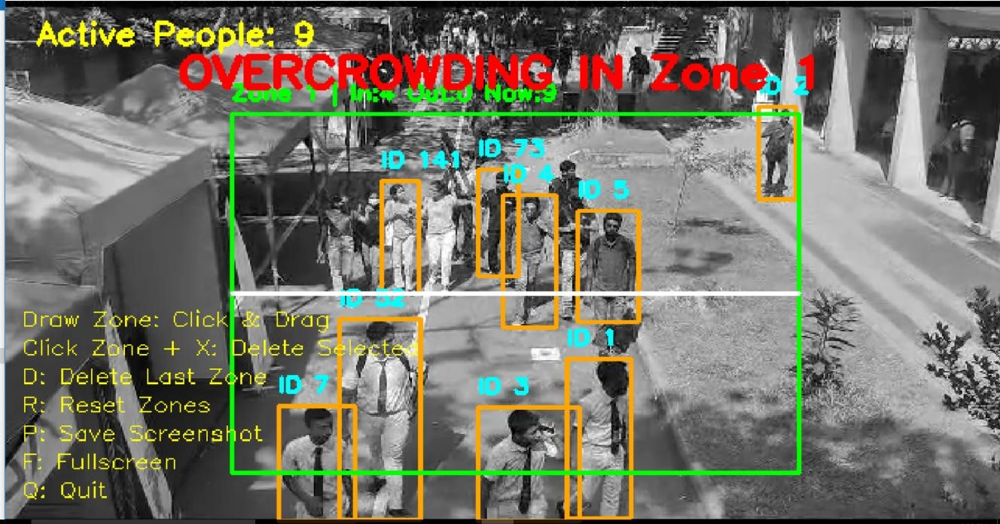 Active People: 9
OVERCROWDING IN Zone 1
Zone 1 | In:4 Out:0 Now:9
ID 2
ID 73
ID 141
ID 4
ID 5
ID 32
Draw Zone: Click & Drag
ID 1
Click Zone + X: Delete Selected
D: Delete Last Zone
ID 7
ID 3
R: Reset Zones
P: Save Screenshot
F: Fullscreen
Q: Quit